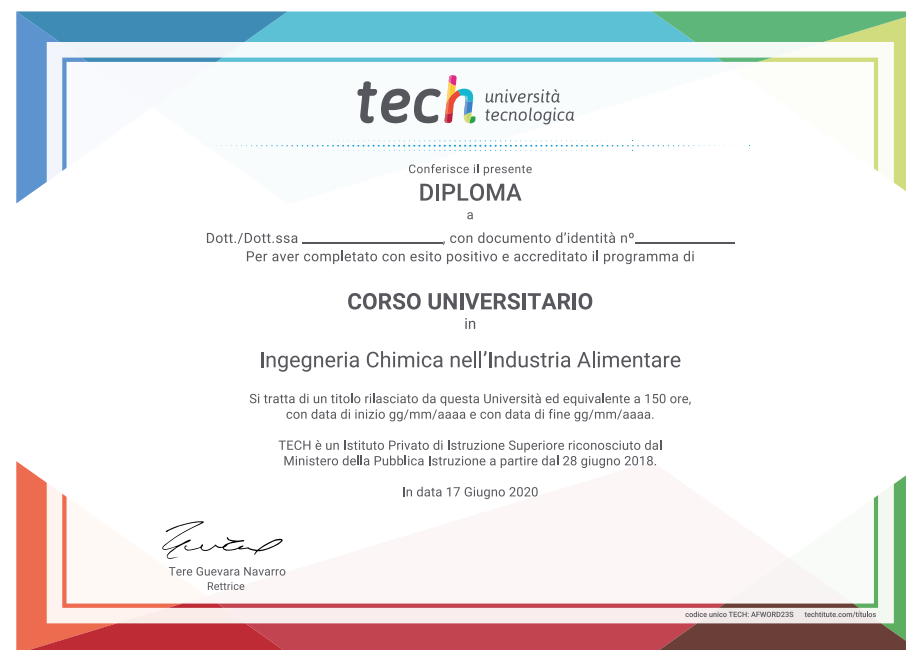 tech università
tecnologica
Conferisce il presente
DIPLOMA
a
Dott./Dott.ssa ____________, con documento d'identità nº____________
Per aver completato con esito positivo e accreditato il programma di
CORSO UNIVERSITARIO
in
Ingegneria Chimica nell'Industria Alimentare
Si tratta di un titolo rilasciato da questa Università ed equivalente a 150 ore,
con data di inizio gg/mm/aaaa e con data di fine gg/mm/aaaa.
TECH è un Istituto Privato di Istruzione Superiore riconosciuto dal
Ministero della Pubblica Istruzione a partire dal 28 giugno 2018.
In data 17 Giugno 2020
Tere Guevara Navarro
Rettrice
codice unico TECH: AFWORD23S techtitute.com/titulos